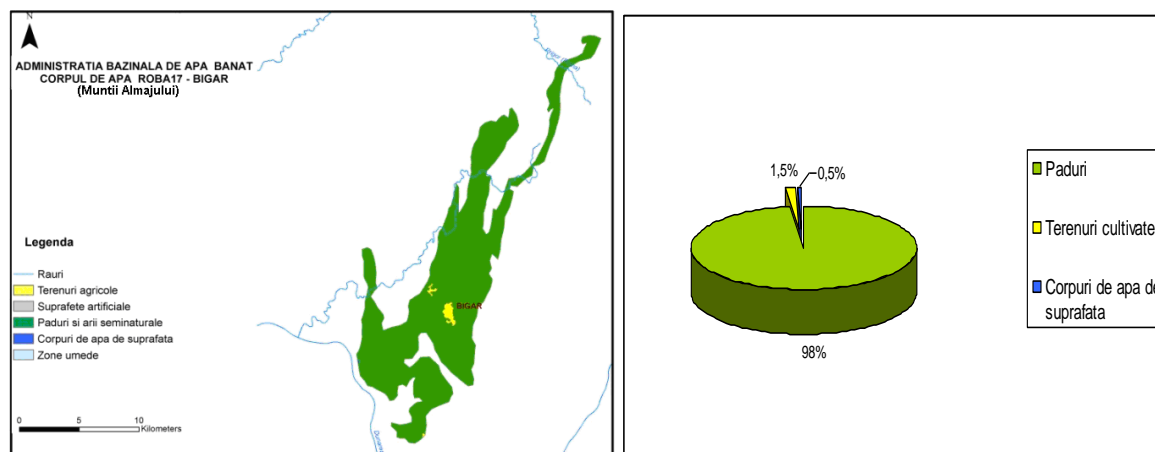 N
ADMINISTRATIA BAZINALA DE APA BANAT
CORPUL DE APA ROBA17 - BIGAR
(Muntii Almajului)
BIGAR
Legenda
Rauri
Terenuri agricole
Suprafete artificiale
Paduri si arii seminaturale
Corpuri de apa de suprafata
Zone umede
0 5 10
Kilometers
Dunarea
1,5%
0,5%
98%
Paduri
Terenuri cultivate
Corpuri de apa de
suprafata